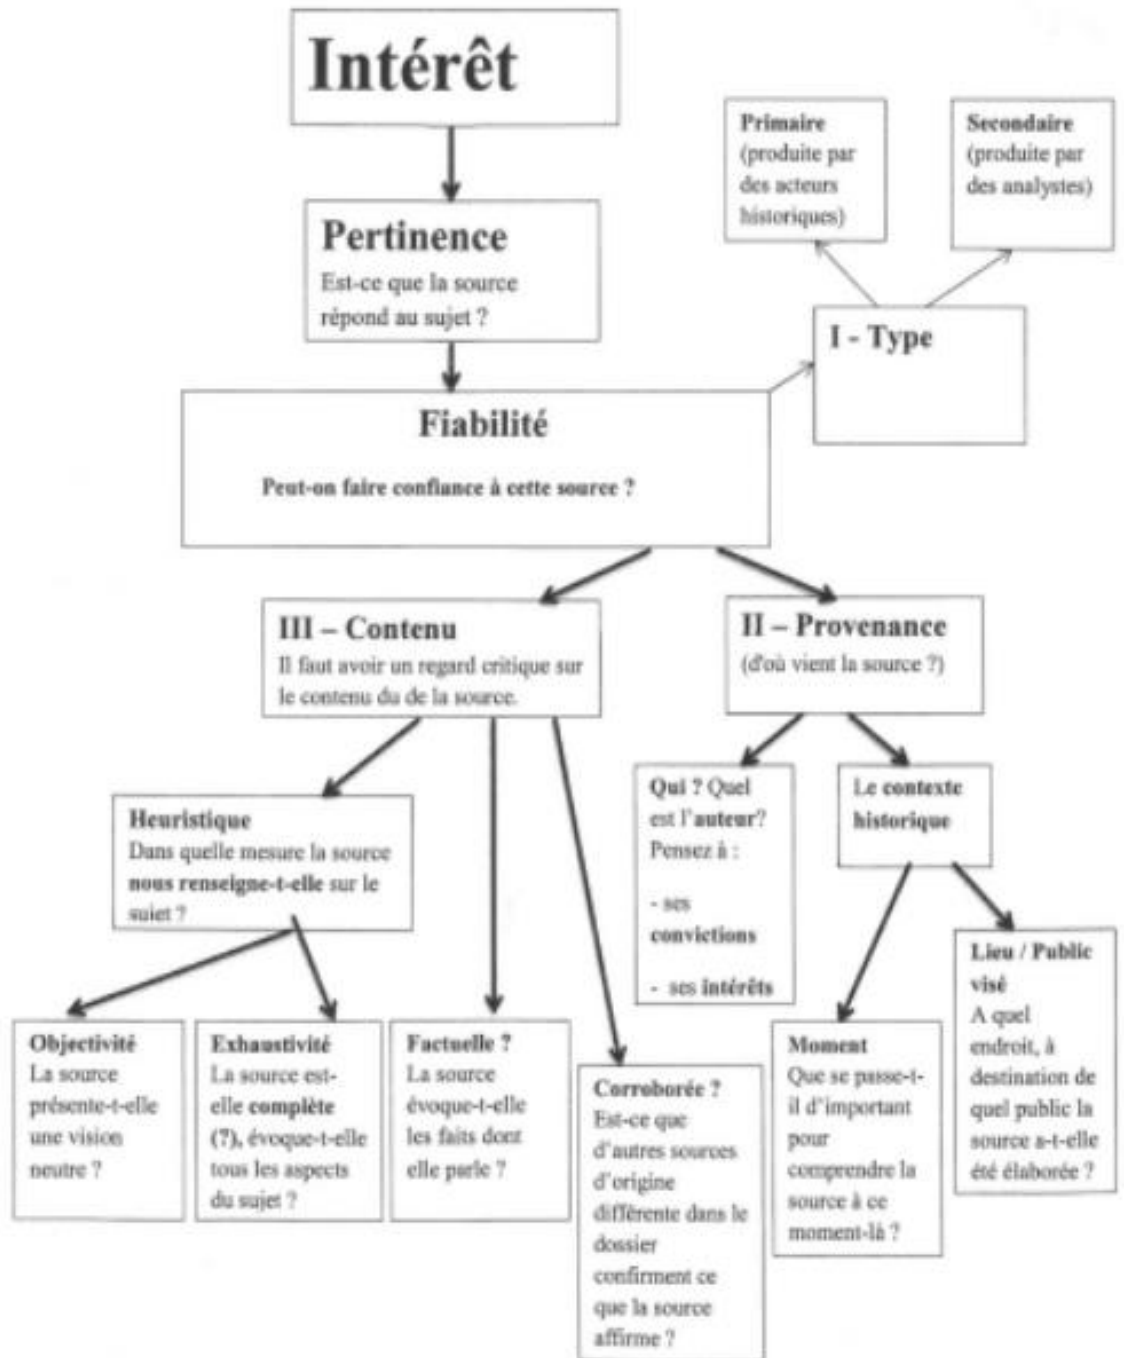 Intérêt
Pertinence
Est-ce que la source
répond au sujet ?
Primaire
(produite par
des acteurs
historiques)
Secondaire
(produite par
des analystes)
I - Type
Fiabilité
Peut-on faire confiance à cette source ?
III – Contenu
Il faut avoir un regard critique sur
le contenu du de la source.
II – Provenance
(d'où vient la source ?)
Heuristique
Dans quelle mesure la source
nous renseigne-t-elle sur le
sujet ?
Qui ? Quel
est l'auteur?
Pensez à :
- ses
convictions
- ses intérêts
Le contexte
historique
Objectivité
La source
présente-t-elle
une vision
neutre ?
Exhaustivité
La source est-
elle complète
(?), évoque-t-elle
tous les aspects
du sujet ?
Factuelle ?
La source
évoque-t-elle
les faits dont
elle parle ?
Corroborée ?
Est-ce que
d'autres sources
d'origine
différente dans le
dossier
confirment ce
que la source
affirme ?
Moment
Que se passe-t-
il d'important
pour
comprendre la
source à ce
moment-là ?
Lieu / Public
visé
A quel
endroit, à
destination de
quel public la
source a-t-elle
été élaborée ?